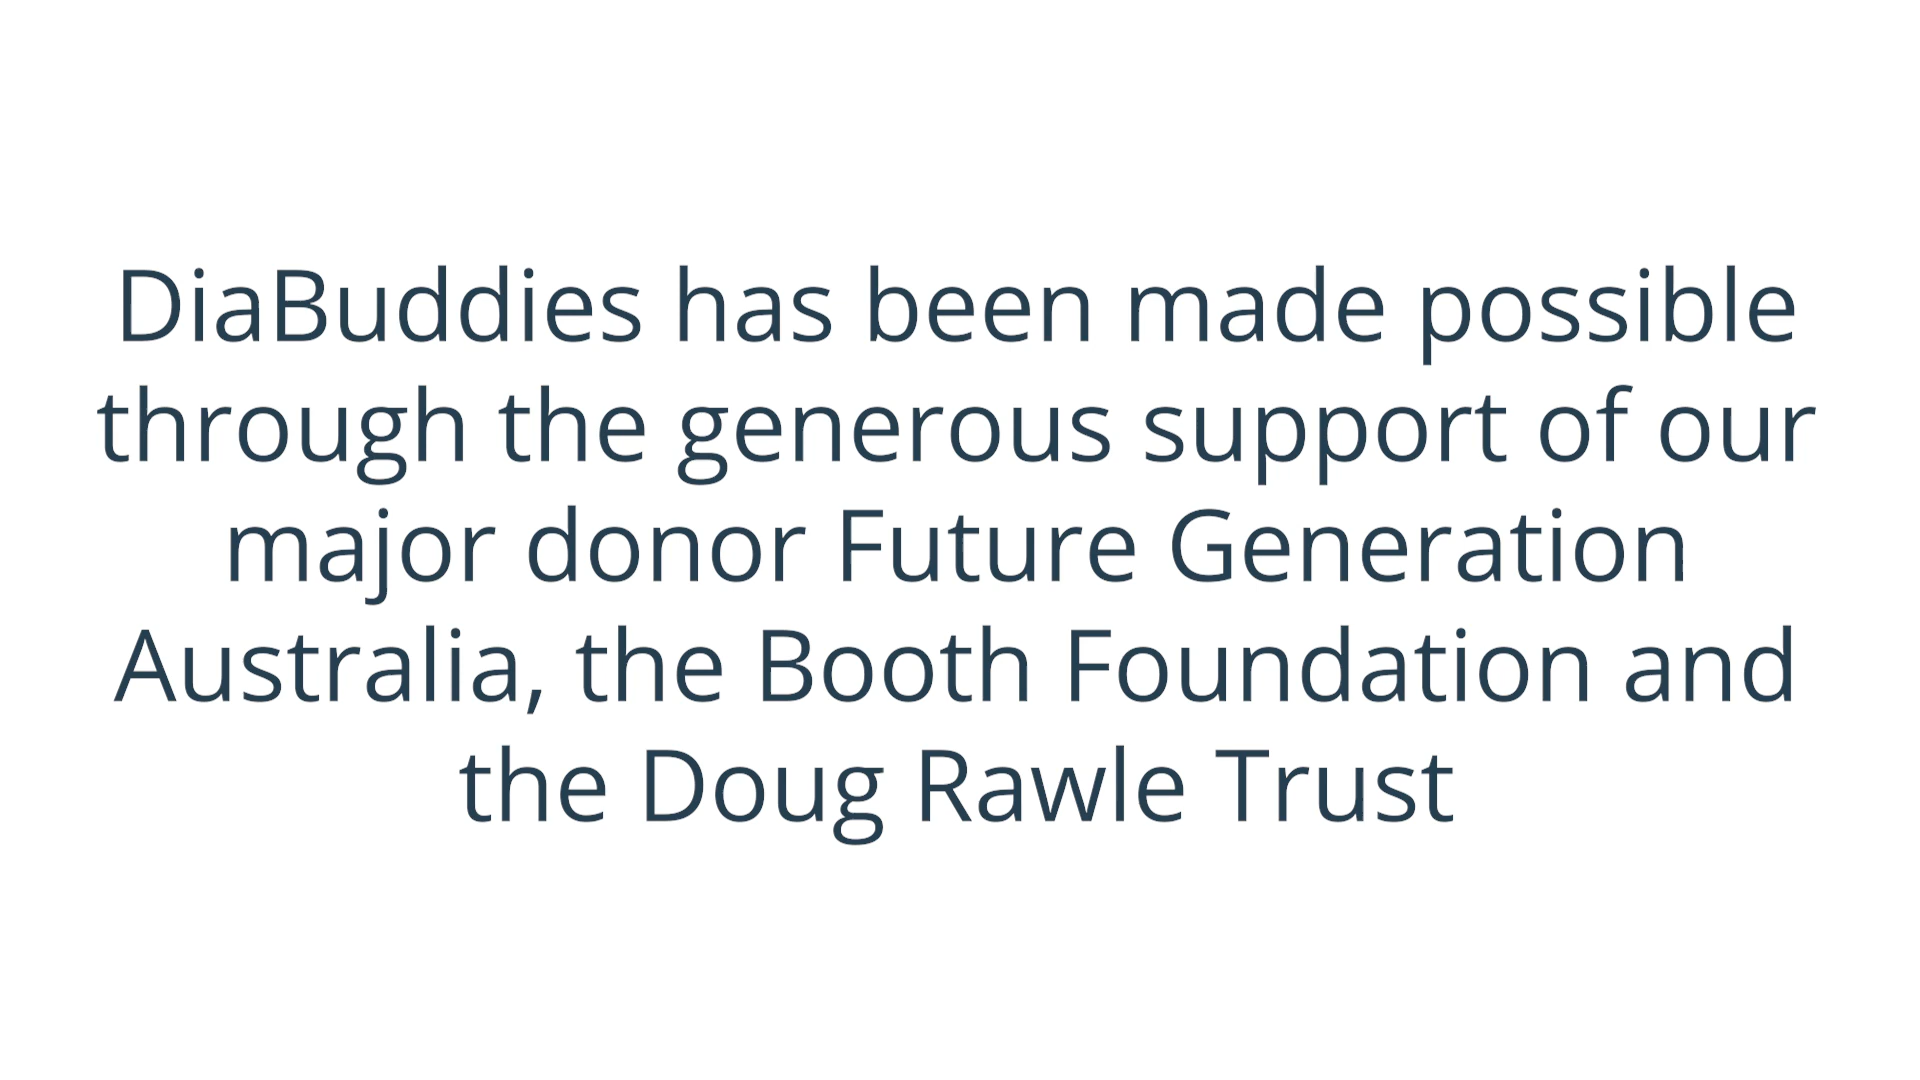 DiaBuddies has been made possible
through the generous support of our
major donor Future Generation
Australia, the Booth Foundation and
the Doug Rawle Trust